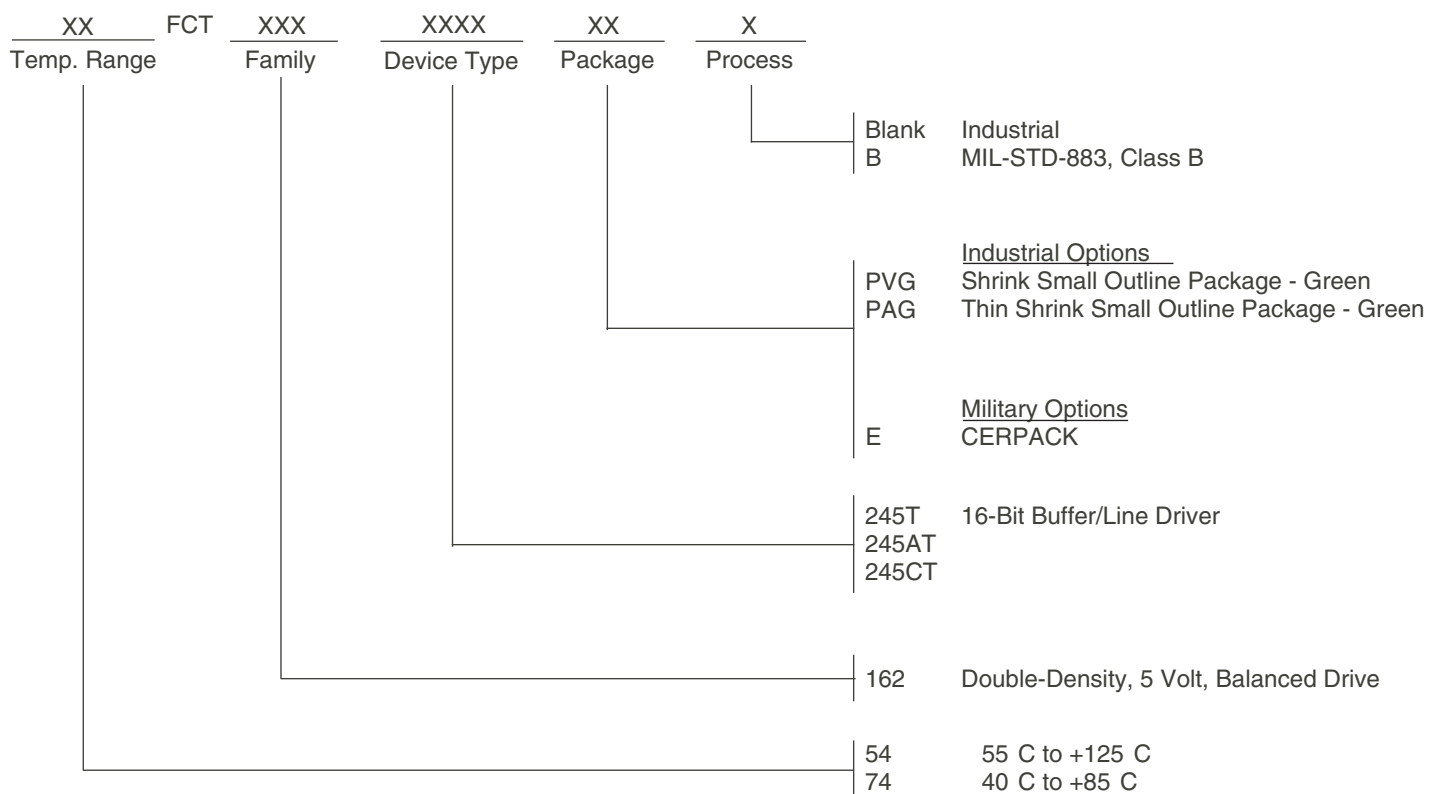 XX FCT XXX XXXX XX X
Temp. Range Family Device Type Package Process
Blank Industrial
B MIL-STD-883, Class B
Industrial Options
PVG Shrink Small Outline Package - Green
PAG Thin Shrink Small Outline Package - Green
Military Options
E CERPACK
245T 16-Bit Buffer/Line Driver
245AT
245CT
162 Double-Density, 5 Volt, Balanced Drive
54 55 C to +125 C
74 40 C to +85 C